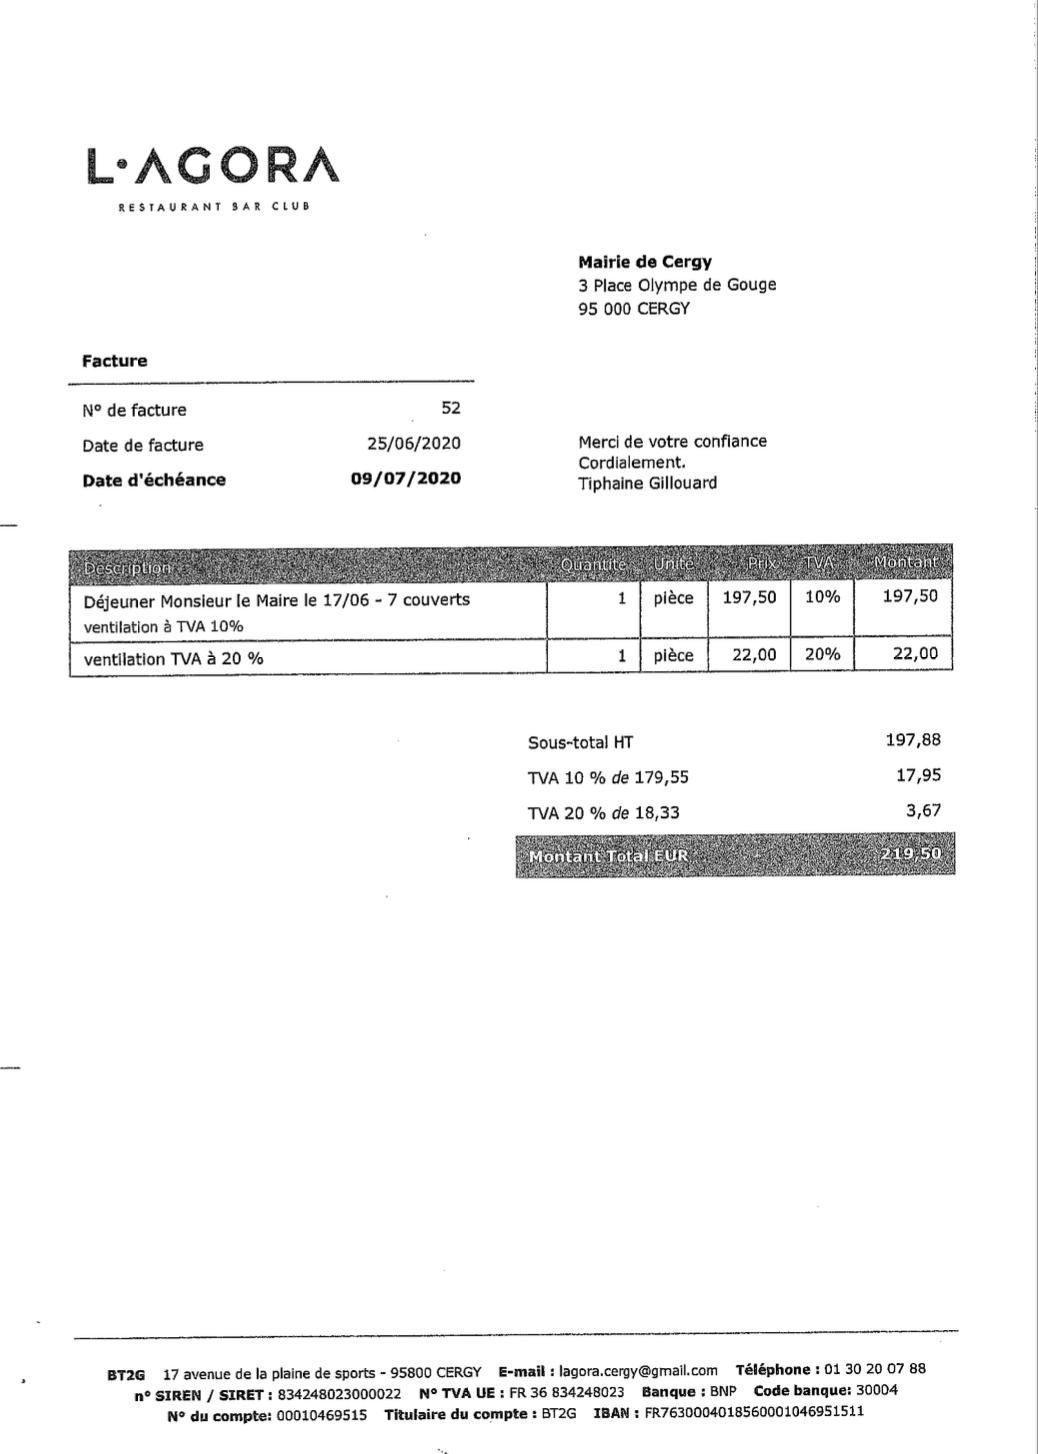 L·AGORA
RESTAURANT BAR CLUB
Mairie de Cergy
3 Place Olympe de Gouge
95 000 CERGY
Facture
N° de facture 52
Date de facture 25/06/2020
Date d'échéance 09/07/2020
Merci de votre confiance
Cordialement.
Tiphaine Gillouard
Description Quantité Unité Prix TVA Montant
Déjeuner Monsieur le Maire le 17/06 - 7 couverts 1 pièce 197,50 10% 197,50
ventilation à TVA 10%
ventilation TVA à 20 % 1 pièce 22,00 20% 22,00
Sous-total HT 197,88
TVA 10 % de 179,55 17,95
TVA 20 % de 18,33 3,67
Montant Total EUR 219,50
BT2G 17 avenue de la plaine de sports - 95800 CERGY E-mail : lagora.cergy@gmail.com Téléphone : 01 30 20 07 88
n° SIREN / SIRET : 834248023000022 N° TVA UE : FR 36 834248023 Banque : BNP Code banque: 30004
N° du compte: 00010469515 Titulaire du compte : BT2G IBAN : FR7630004018560001046951511